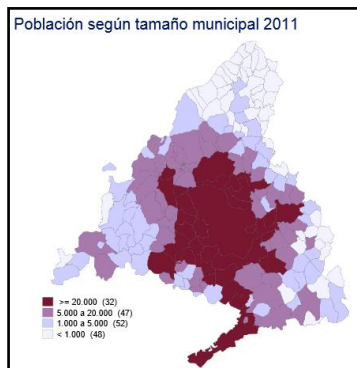 Población según tamaño municipal 2011
>= 20.000 (32)
5.000 a 20.000 (47)
1.000 a 5.000 (52)
< 1.000 (48)